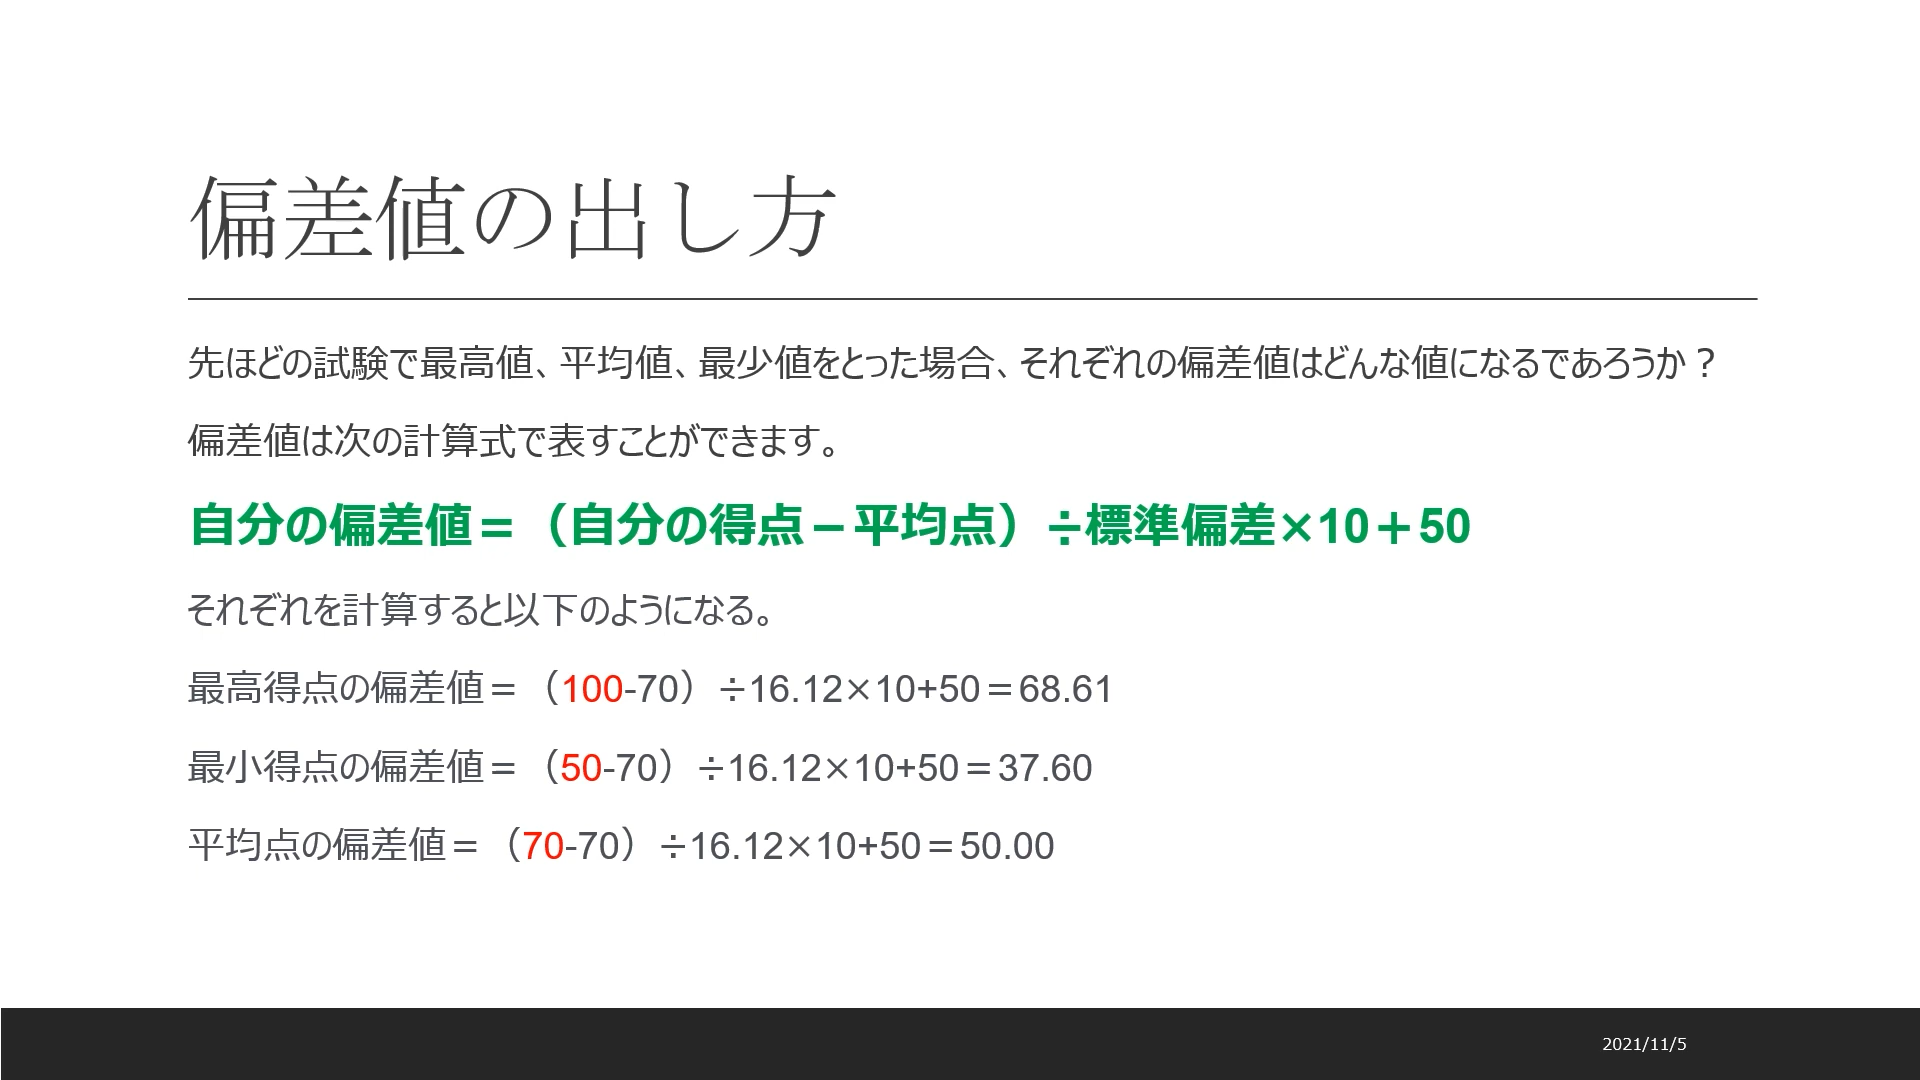 偏差値の出し方
先ほどの試験で最高値、平均値、最少値をとった場合、それぞれの偏差値はどんな値になるであろうか？
偏差値は次の計算式で表すことができます。
自分の偏差値＝（自分の得点－平均点）÷標準偏差×10＋50
それぞれを計算すると以下のようになる。
最高得点の偏差値＝（100-70）÷16.12×10+50＝68.61
最小得点の偏差値＝（50-70）÷16.12×10+50＝37.60
平均点の偏差値＝（70-70）÷16.12×10+50＝50.00
2021/11/5